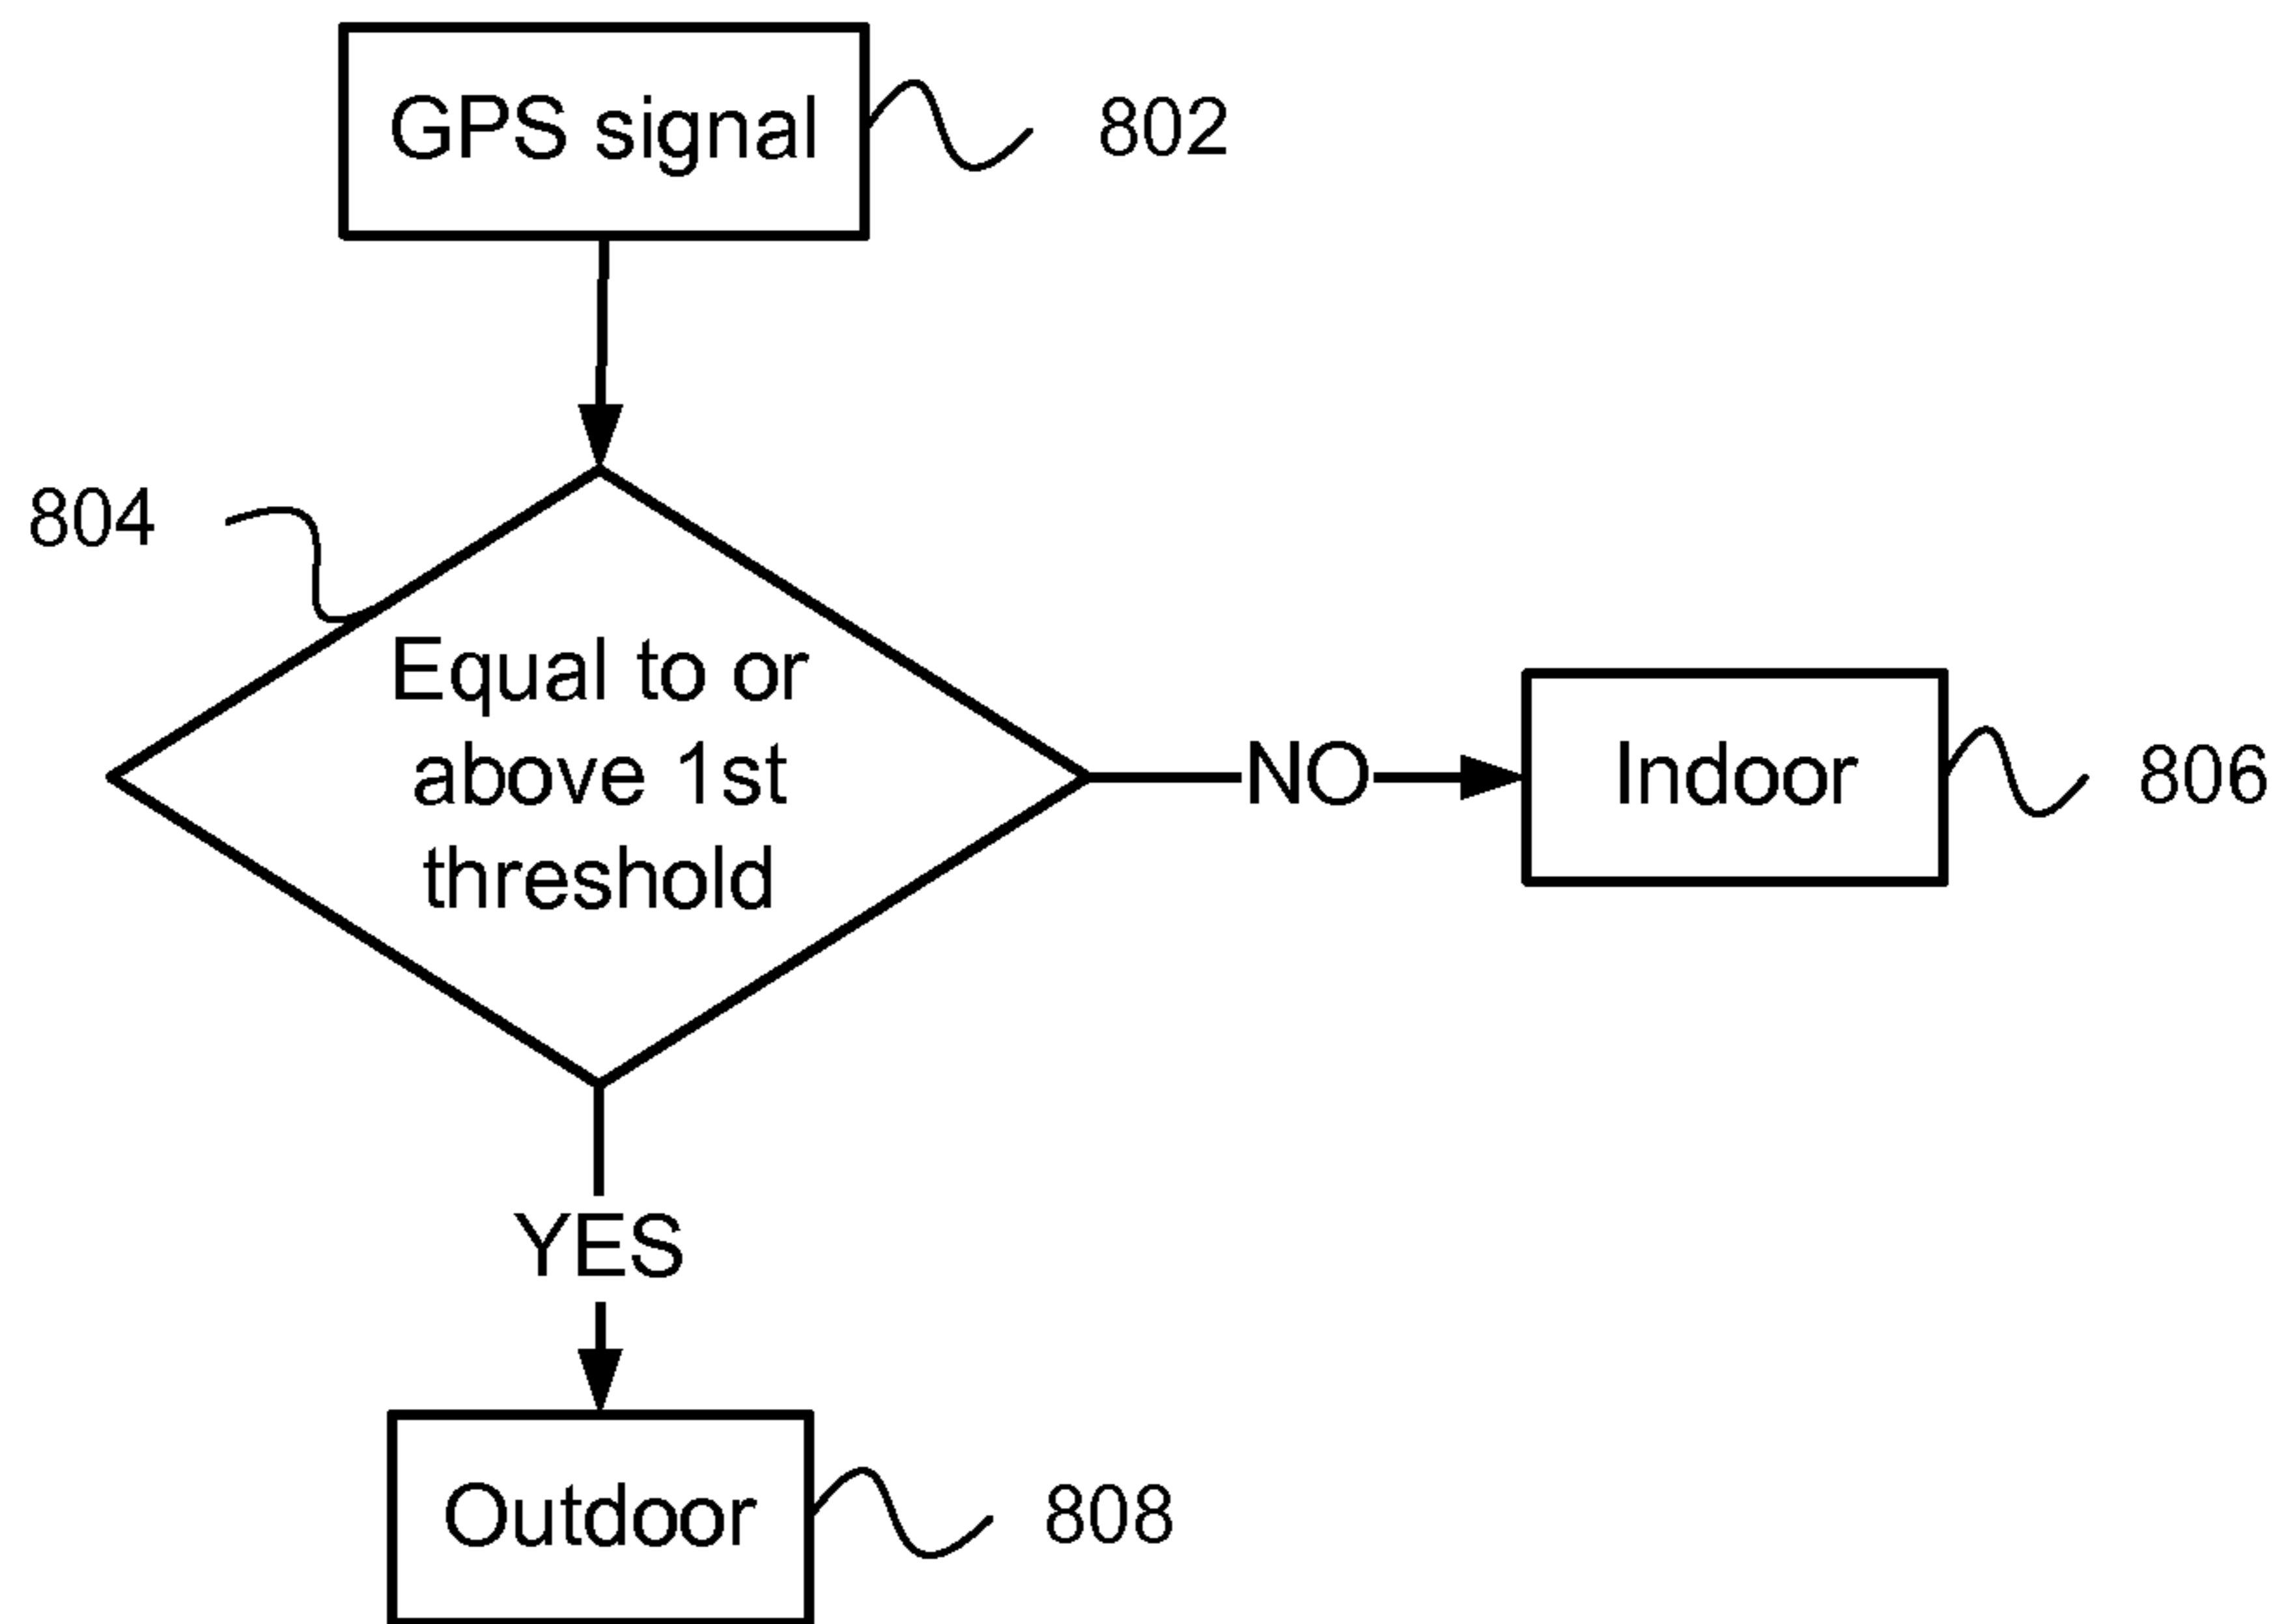 GPS signal
802
804
Equal to or
above 1st
threshold
NO
Indoor
806
YES
Outdoor
808